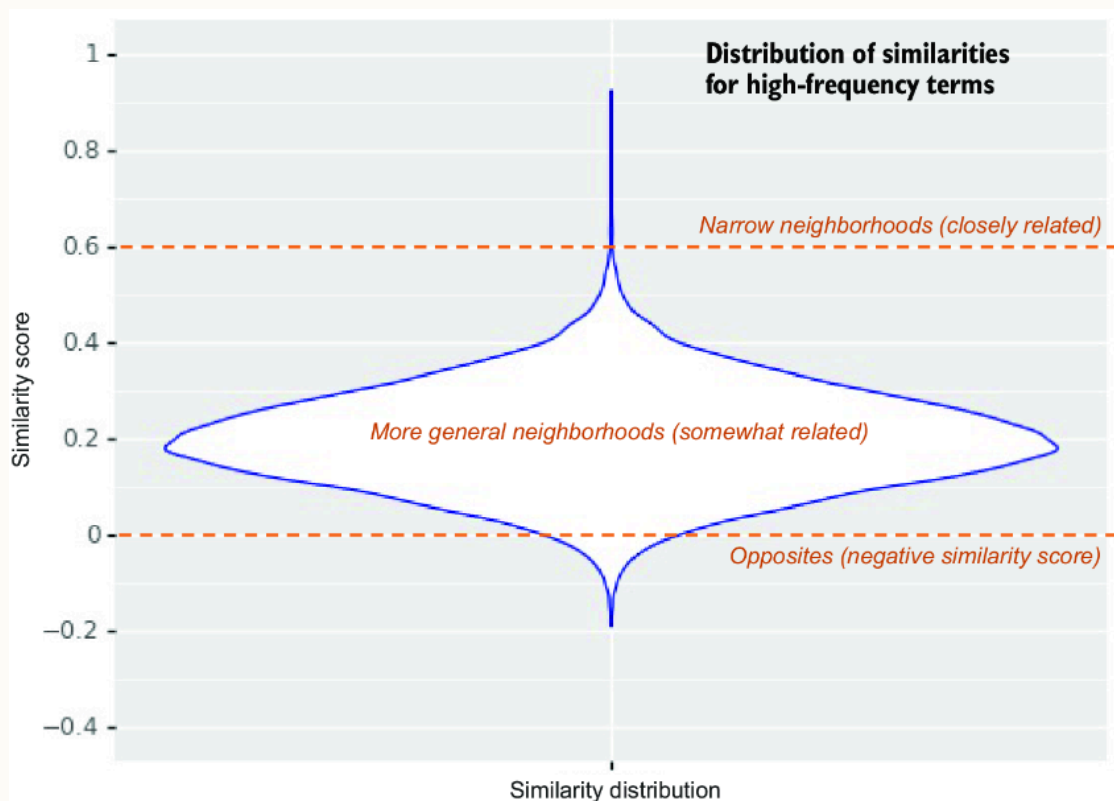 Distribution of similarities
for high-frequency terms
1
0.8
Narrow neighborhoods (closely related)
0.6
0.4
Similarity score
More general neighborhoods (somewhat related)
0.2
0
Opposites (negative similarity score)
−0.2
−0.4
Similarity distribution